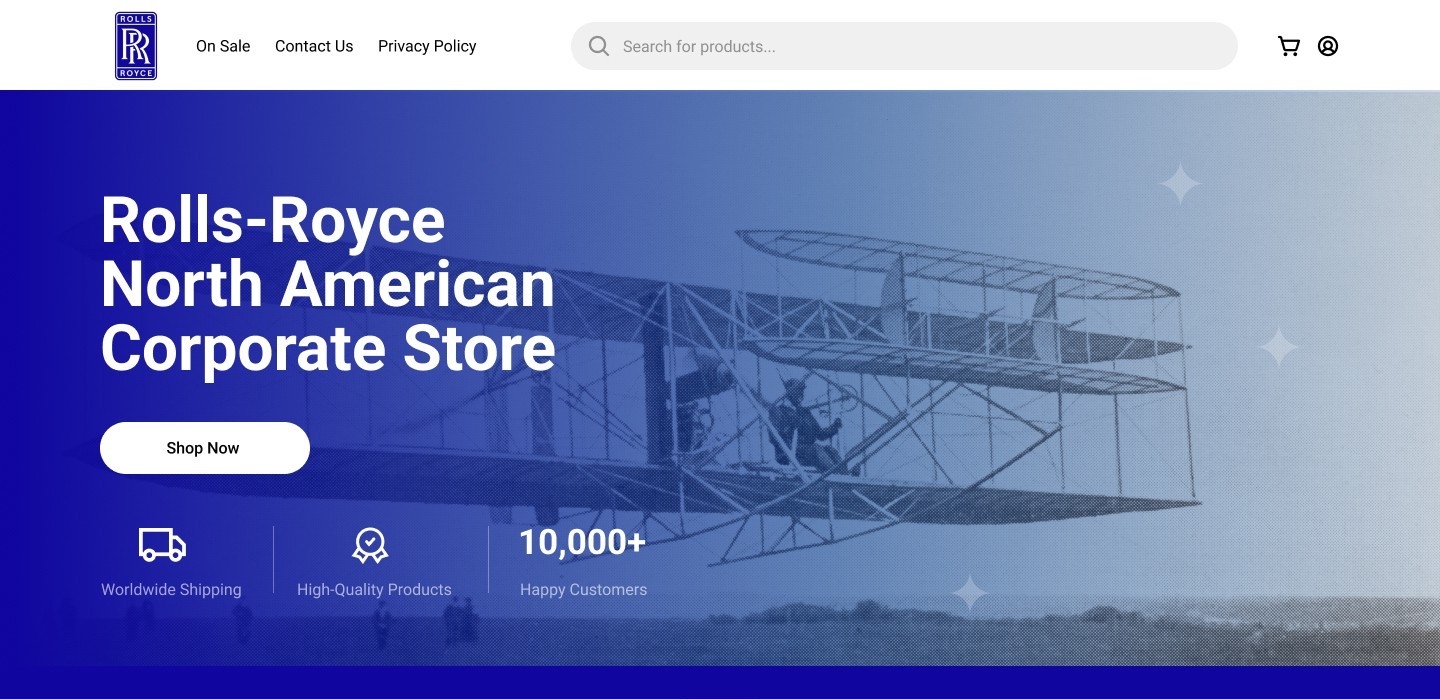 ROLLS
ROYCE
On Sale
Contact Us
Privacy Policy
Search for products...
Rolls-Royce
North American
Corporate Store
Shop Now
10,000+
Worldwide Shipping
High-Quality Products
Happy Customers